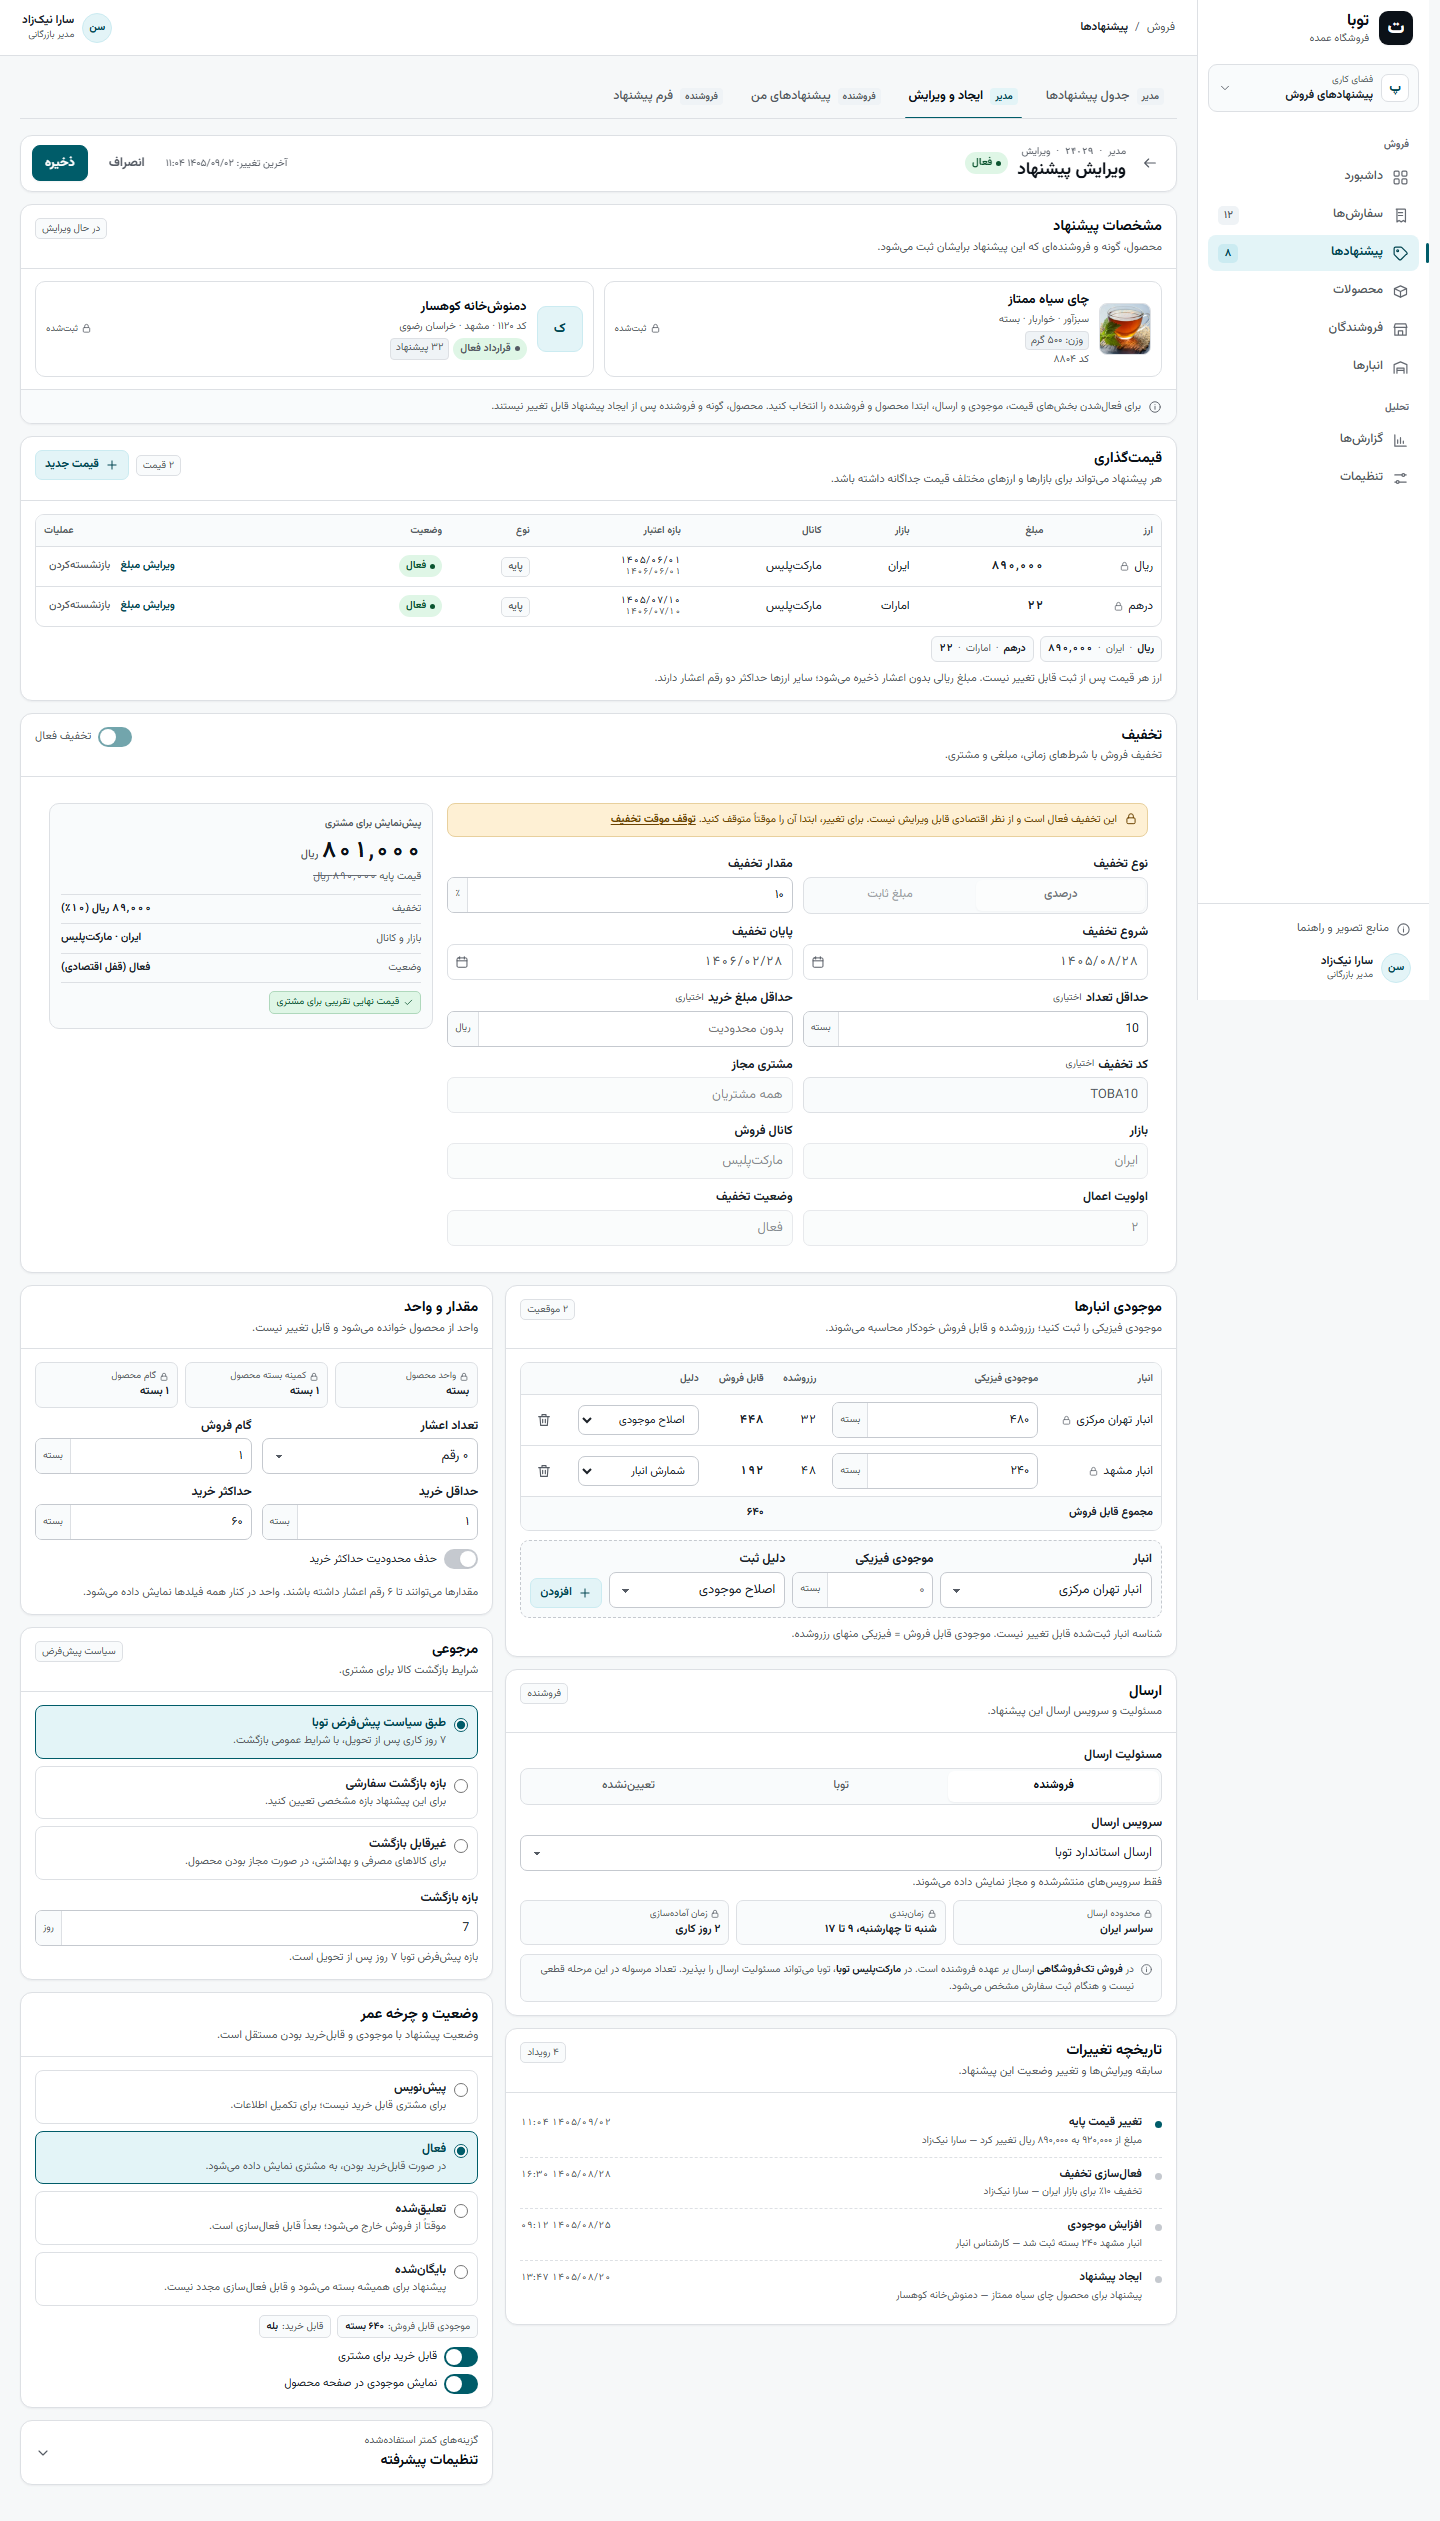 ت
توبا
فروشگاه عمده
پ
فضای کاری
پیشنهادهای فروش
فروش
داشبورد
سفارش‌ها ۱۲
پیشنهادها ۸
محصولات
فروشندگان
انبارها
تحلیل
گزارش‌ها
تنظیمات
منابع تصویر و راهنما
سن
سارا نیک‌زاد
مدیر بازرگانی
فروش / پیشنهادها
سن
سارا نیک‌زاد
مدیر بازرگانی
مدیر جدول پیشنهادها
مدیر ایجاد و ویرایش
فروشنده پیشنهادهای من
فروشنده فرم پیشنهاد
مدیر · ۲۴۰۲۹ · ویرایش
ویرایش پیشنهاد
فعال
آخرین تغییر: ۱۴۰۵/۰۹/۰۲ ۱۱:۰۴
انصراف
ذخیره
مشخصات پیشنهاد
محصول، گونه و فروشنده‌ای که این پیشنهاد برایشان ثبت می‌شود.
در حال ویرایش
چای سیاه ممتاز
سبزآور · خواربار · بسته
وزن: ۵۰۰ گرم
کد ۸۸۰۴
ثبت‌شده
ک
دمنوش‌خانه کوهسار
کد ۱۱۲۰ · مشهد · خراسان رضوی
قرارداد فعال
۳۲ پیشنهاد
ثبت‌شده
برای فعال‌شدن بخش‌های قیمت، موجودی و ارسال، ابتدا محصول و فروشنده را انتخاب کنید. محصول، گونه و فروشنده پس از ایجاد پیشنهاد قابل تغییر نیستند.
قیمت‌گذاری
هر پیشنهاد می‌تواند برای بازارها و ارزهای مختلف قیمت جداگانه داشته باشد.
۲ قیمت
قیمت جدید
ارز مبلغ بازار کانال بازه اعتبار نوع وضعیت عملیات
ریال ۸۹۰,۰۰۰ ایران مارکت‌پلیس ۱۴۰۵/۰۶/۰۱ پایه فعال ویرایش مبلغ بازنشسته‌کردن
۱۴۰۶/۰۶/۰۱
درهم ۲۲ امارات مارکت‌پلیس ۱۴۰۵/۰۷/۱۰ پایه فعال ویرایش مبلغ بازنشسته‌کردن
۱۴۰۶/۰۷/۱۰
ریال · ایران · ۸۹۰,۰۰۰
درهم · امارات · ۲۲
ارز هر قیمت پس از ثبت قابل تغییر نیست. مبلغ ریالی بدون اعشار ذخیره می‌شود؛ سایر ارزها حداکثر دو رقم اعشار دارند.
تخفیف
تخفیف فروش با شرط‌های زمانی، مبلغی و مشتری.
تخفیف فعال
این تخفیف فعال است و از نظر اقتصادی قابل ویرایش نیست. برای تغییر، ابتدا آن را موقتاً متوقف کنید. توقف موقت تخفیف
نوع تخفیف
درصدی
مبلغ ثابت
مقدار تخفیف
۱۰ ٪
شروع تخفیف
۱۴۰۵/۰۸/۲۸
پایان تخفیف
۱۴۰۶/۰۲/۲۸
حداقل تعداد اختیاری
10 بسته
حداقل مبلغ خرید اختیاری
بدون محدودیت ریال
کد تخفیف اختیاری
TOBA10
مشتری مجاز
همه مشتریان
بازار
ایران
کانال فروش
مارکت‌پلیس
اولویت اعمال
۲
وضعیت تخفیف
فعال
پیش‌نمایش برای مشتری
۸۰۱,۰۰۰ ریال
قیمت پایه ۸۹۰,۰۰۰ ریال
تخفیف ۸۹,۰۰۰ ریال (۱۰٪)
بازار و کانال ایران · مارکت‌پلیس
وضعیت فعال (قفل اقتصادی)
قیمت نهایی تقریبی برای مشتری
موجودی انبارها
موجودی فیزیکی را ثبت کنید؛ رزروشده و قابل فروش خودکار محاسبه می‌شوند.
۲ موقعیت
انبار موجودی فیزیکی رزروشده قابل فروش دلیل
انبار تهران مرکزی ۴۸۰ بسته ۳۲ ۴۴۸ اصلاح موجودی
انبار مشهد ۲۴۰ بسته ۴۸ ۱۹۲ شمارش انبار
مجموع قابل فروش ۶۴۰
انبار موجودی فیزیکی دلیل ثبت
انبار تهران مرکزی ۰ بسته اصلاح موجودی افزودن
شناسه انبار ثبت‌شده قابل تغییر نیست. موجودی قابل فروش = فیزیکی منهای رزروشده.
مقدار و واحد
واحد از محصول خوانده می‌شود و قابل تغییر نیست.
واحد محصول
بسته
کمینه بسته محصول
۱ بسته
گام محصول
۱ بسته
تعداد اعشار
۰ رقم
گام فروش
۱ بسته
حداقل خرید
۱ بسته
حداکثر خرید
۶۰ بسته
حذف محدودیت حداکثر خرید
مقدارها می‌توانند تا ۶ رقم اعشار داشته باشند. واحد در کنار همه فیلدها نمایش داده می‌شود.
ارسال
مسئولیت و سرویس ارسال این پیشنهاد.
فروشنده
مسئولیت ارسال
فروشنده
توبا
تعیین‌نشده
سرویس ارسال
ارسال استاندارد توبا
فقط سرویس‌های منتشرشده و مجاز نمایش داده می‌شوند.
محدوده ارسال
سراسر ایران
زمان‌بندی
شنبه تا چهارشنبه، ۹ تا ۱۷
زمان آماده‌سازی
۲ روز کاری
در فروش تک‌فروشگاهی ارسال بر عهده فروشنده است. در مارکت‌پلیس توبا، توبا می‌تواند مسئولیت ارسال را بپذیرد. تعداد مرسوله در این مرحله قطعی
نیست و هنگام ثبت سفارش مشخص می‌شود.
مرجوعی
شرایط بازگشت کالا برای مشتری.
سیاست پیش‌فرض
طبق سیاست پیش‌فرض توبا
۷ روز کاری پس از تحویل، با شرایط عمومی بازگشت.
بازه بازگشت سفارشی
برای این پیشنهاد بازه مشخصی تعیین کنید.
غیرقابل بازگشت
برای کالاهای مصرفی و بهداشتی، در صورت مجاز بودن محصول.
بازه بازگشت
7 روز
بازه پیش‌فرض توبا ۷ روز پس از تحویل است.
تاریخچه تغییرات
سابقه ویرایش‌ها و تغییر وضعیت این پیشنهاد.
۴ رویداد
تغییر قیمت پایه ۱۴۰۵/۰۹/۰۲ ۱۱:۰۴
مبلغ از ۹۲۰,۰۰۰ به ۸۹۰,۰۰۰ ریال تغییر کرد — سارا نیک‌زاد
فعال‌سازی تخفیف ۱۴۰۵/۰۸/۲۸ ۱۶:۳۰
تخفیف ۱۰٪ برای بازار ایران — سارا نیک‌زاد
افزایش موجودی ۱۴۰۵/۰۸/۲۵ ۰۹:۱۲
انبار مشهد ۲۴۰ بسته ثبت شد — کارشناس انبار
ایجاد پیشنهاد ۱۴۰۵/۰۸/۲۰ ۱۳:۴۷
پیشنهاد برای محصول چای سیاه ممتاز — دمنوش‌خانه کوهسار
وضعیت و چرخه عمر
وضعیت پیشنهاد با موجودی و قابل‌خرید بودن مستقل است.
پیش‌نویس
برای مشتری قابل خرید نیست؛ برای تکمیل اطلاعات.
فعال
در صورت قابل‌خرید بودن، به مشتری نمایش داده می‌شود.
تعلیق‌شده
موقتاً از فروش خارج می‌شود؛ بعداً قابل فعال‌سازی است.
بایگانی‌شده
پیشنهاد برای همیشه بسته می‌شود و قابل فعال‌سازی مجدد نیست.
موجودی قابل فروش: ۶۴۰ بسته
قابل خرید: بله
قابل خرید برای مشتری
نمایش موجودی در صفحه محصول
گزینه‌های کمتر استفاده‌شده
تنظیمات پیشرفته